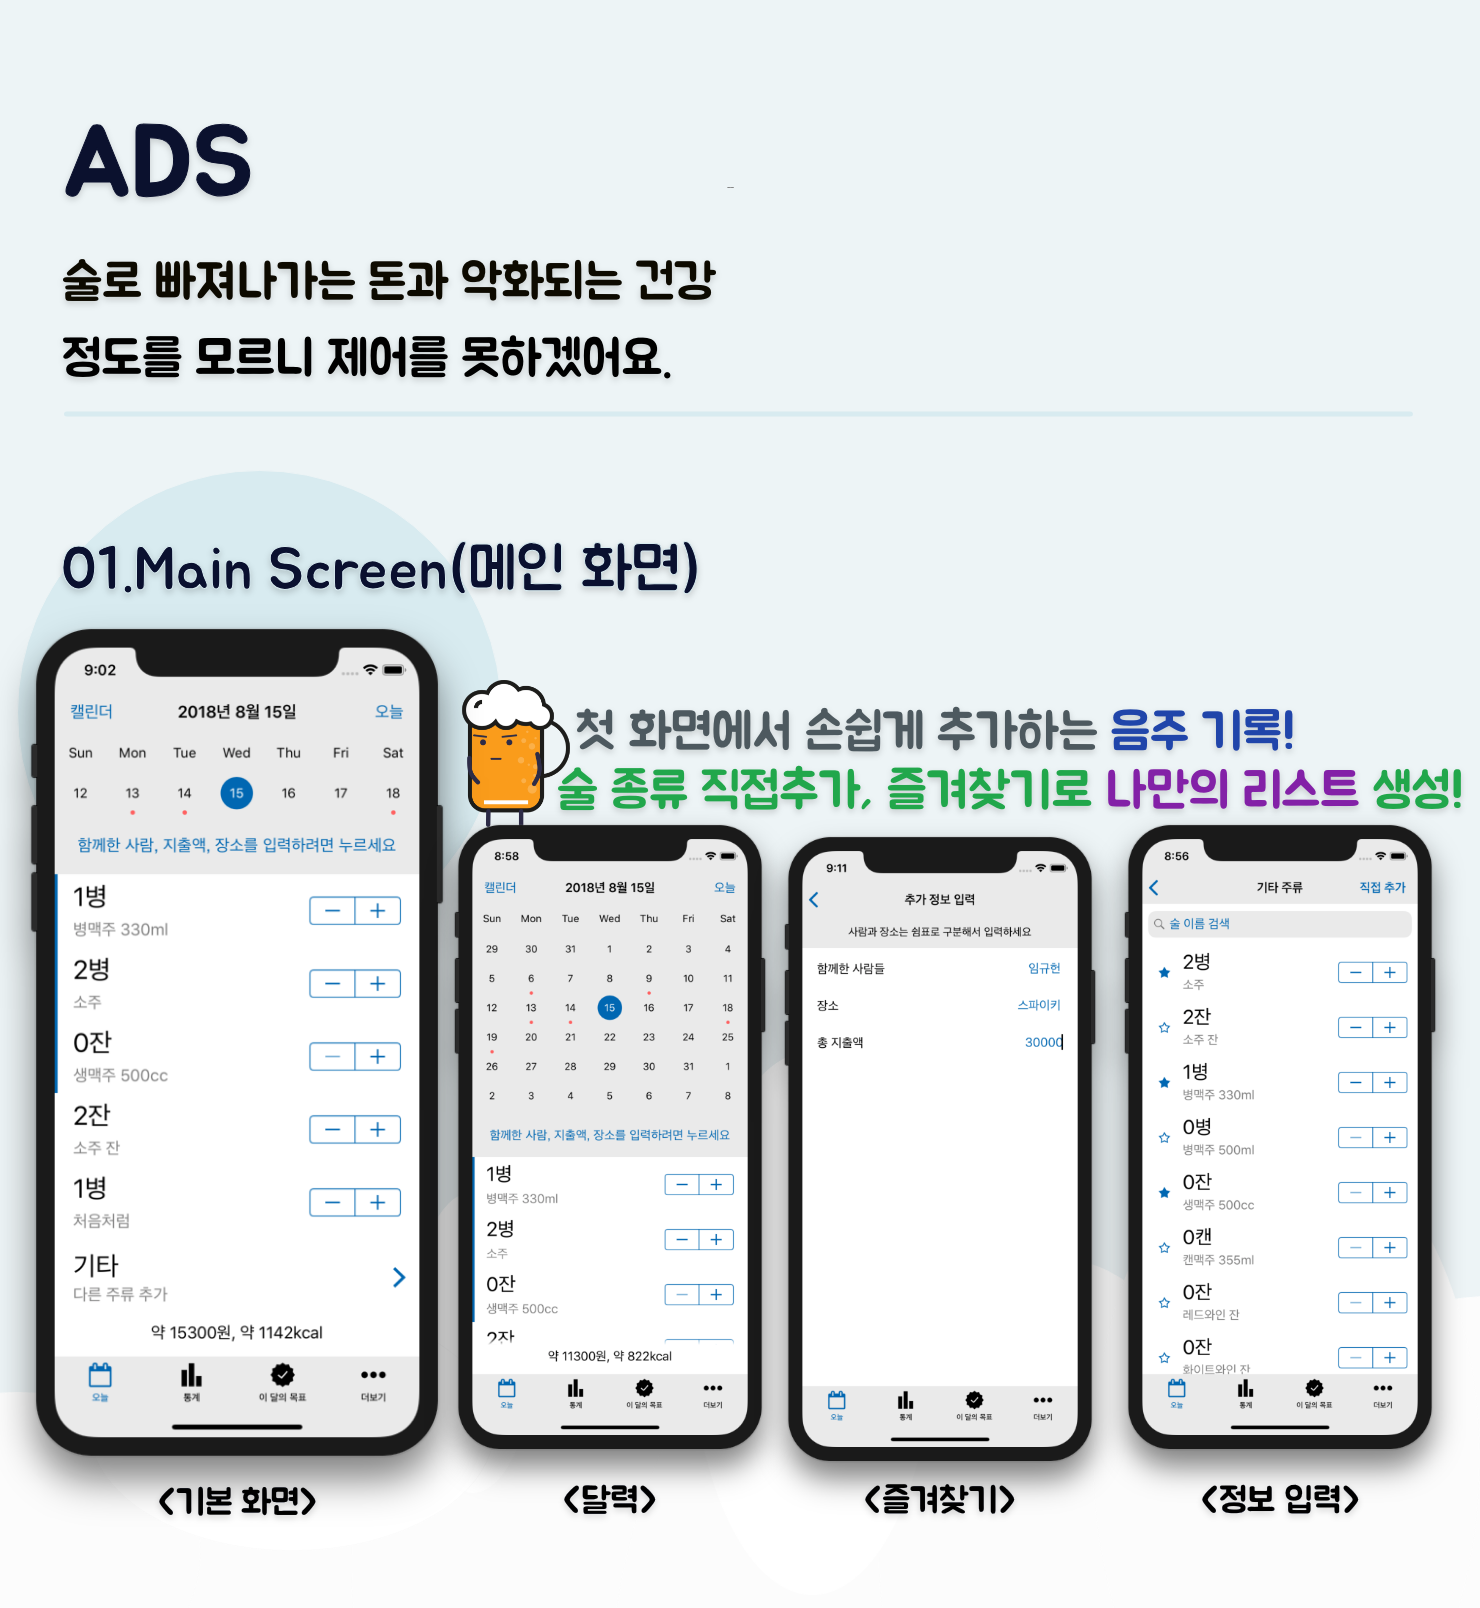 ADS
술로 빠져나가는 돈과 악화되는 건강
정도를 모르니 제어를 못하겠어요.
01.Main Screen(메인 화면)
첫 화면에서 손쉽게 추가하는 음주 기록!
술 종류 직접추가, 즐겨찾기로 나만의 리스트 생성!
9:02
캘린더 2018년 8월 15일 오늘
Sun Mon Tue Wed Thu Fri Sat
12 13 14 15 16 17 18
함께한 사람, 지출액, 장소를 입력하려면 누르세요
1병
병맥주 330ml
− +
2병
소주
− +
0잔
생맥주 500cc
− +
2잔
소주 잔
− +
1병
처음처럼
− +
기타
다른 주류 추가
약 15300원, 약 1142kcal
오늘 통계 이 달의 목표 더보기
<기본 화면>
8:58
캘린더 2018년 8월 15일 오늘
Sun Mon Tue Wed Thu Fri Sat
29 30 31 1 2 3 4
5 6 7 8 9 10 11
12 13 14 15 16 17 18
19 20 21 22 23 24 25
26 27 28 29 30 31 1
2 3 4 5 6 7 8
함께한 사람, 지출액, 장소를 입력하려면 누르세요
1병
병맥주 330ml
− +
2병
소주
− +
0잔
생맥주 500cc
− +
2잔
약 11300원, 약 822kcal
오늘 통계 이 달의 목표 더보기
<달력>
9:11
추가 정보 입력
사람과 장소는 쉼표로 구분해서 입력하세요
함께한 사람들 임규헌
장소 스파이키
총 지출액 30000
오늘 통계 이 달의 목표 더보기
<즐겨찾기>
8:56
기타 주류 직접 추가
술 이름 검색
2병
소주
− +
2잔
소주 잔
− +
1병
병맥주 330ml
− +
0병
병맥주 500ml
− +
0잔
생맥주 500cc
− +
0캔
캔맥주 355ml
− +
0잔
레드와인 잔
− +
0잔
화이트와인 잔
− +
오늘 통계 이 달의 목표 더보기
<정보 입력>